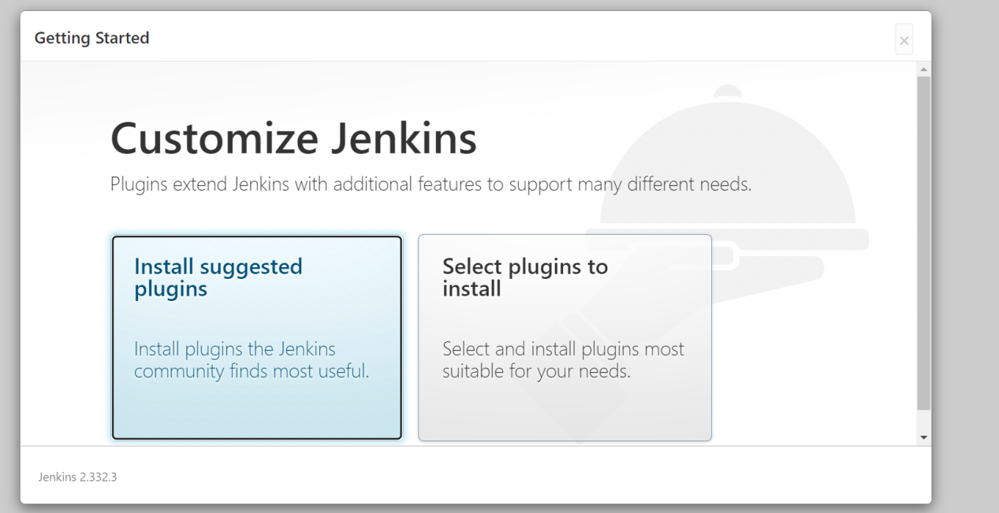 Getting Started
×
Customize Jenkins
Plugins extend Jenkins with additional features to support many different needs.
Install suggested
plugins
Install plugins the Jenkins
community finds most useful.
Select plugins to
install
Select and install plugins most
suitable for your needs.
Jenkins 2.332.3